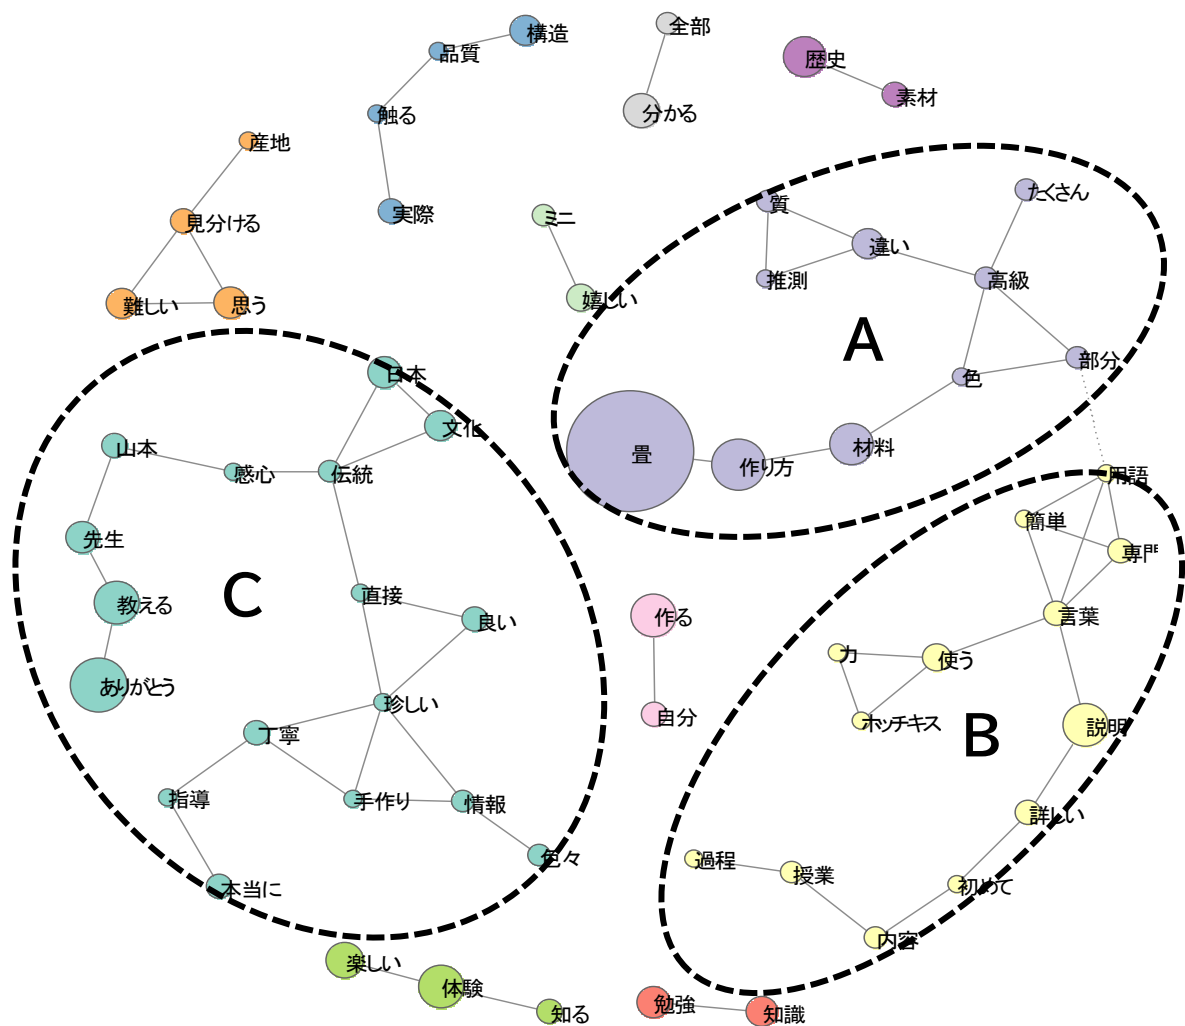 構造
品質
触る
実際
全部
分かる
歴史
素材
産地
見分ける
難しい
思う
ミニ
嬉しい
質
推測
違い
たくさん
高級
部分
色
A
材料
作り方
畳
日本
文化
山本
感心
伝統
先生
教える
ありがとう
C
直接
良い
珍しい
丁寧
指導
手作り
情報
色々
本当に
作る
自分
用語
簡単
専門
言葉
力
使う
ホッチキス
B
説明
詳しい
過程
授業
初めて
内容
楽しい
体験
知る
勉強
知識